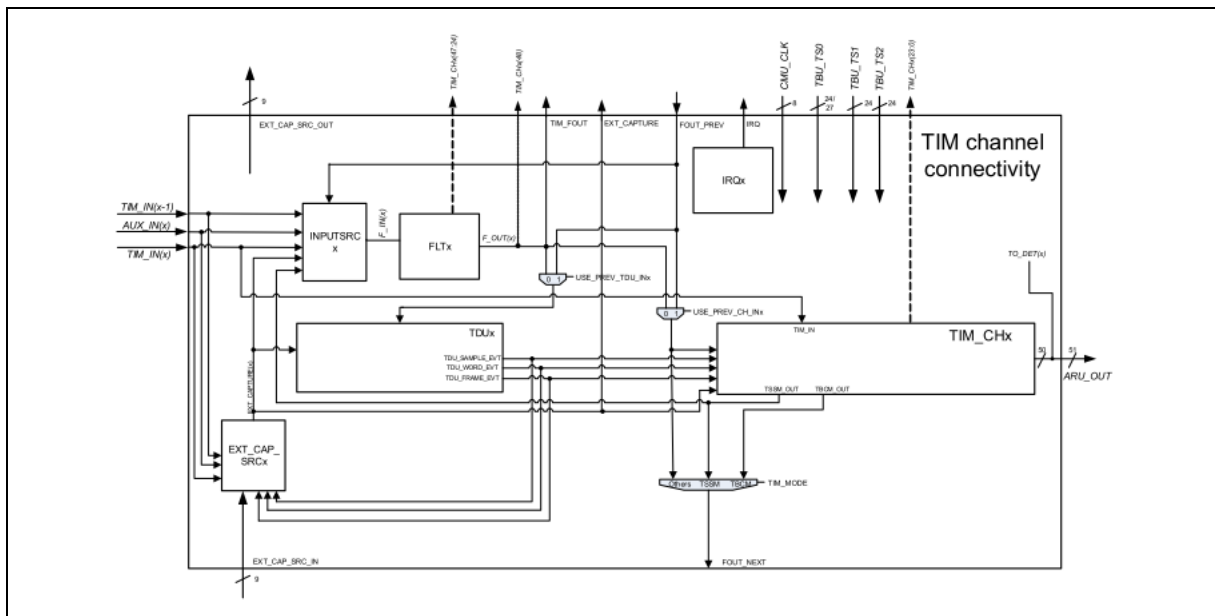 TIM_CHx(47:24)
TIM_CHx(48)
CMU_CLK
TBU_TS0
TBU_TS1
TBU_TS2
TIM_CHx(23:0)
9
8
24/
27
24
24
EXT_CAP_SRC_OUT
TIM_FOUT
EXT_CAPTURE
FOUT_PREV
IRQ
TIM channel
connectivity
IRQx
TIM_IN(x-1)
AUX_IN(x)
TIM_IN(x)
INPUTSRC
x
F_IN(x)
FLTx
F_OUT(x)
TO_DET(x)
0 1
USE_PREV_TDU_INx
0 1
USE_PREV_CH_INx
TDUx
TIM_IN
TIM_CHx
TDU_SAMPLE_EVT
TDU_WORD_EVT
TDU_FRAME_EVT
50
51
ARU_OUT
TSSM_OUT
TBCM_OUT
EXT_CAPTURE(x)
EXT_CAP_
SRCx
Others TSSM TBCM
TIM_MODE
EXT_CAP_SRC_IN
FOUT_NEXT
9